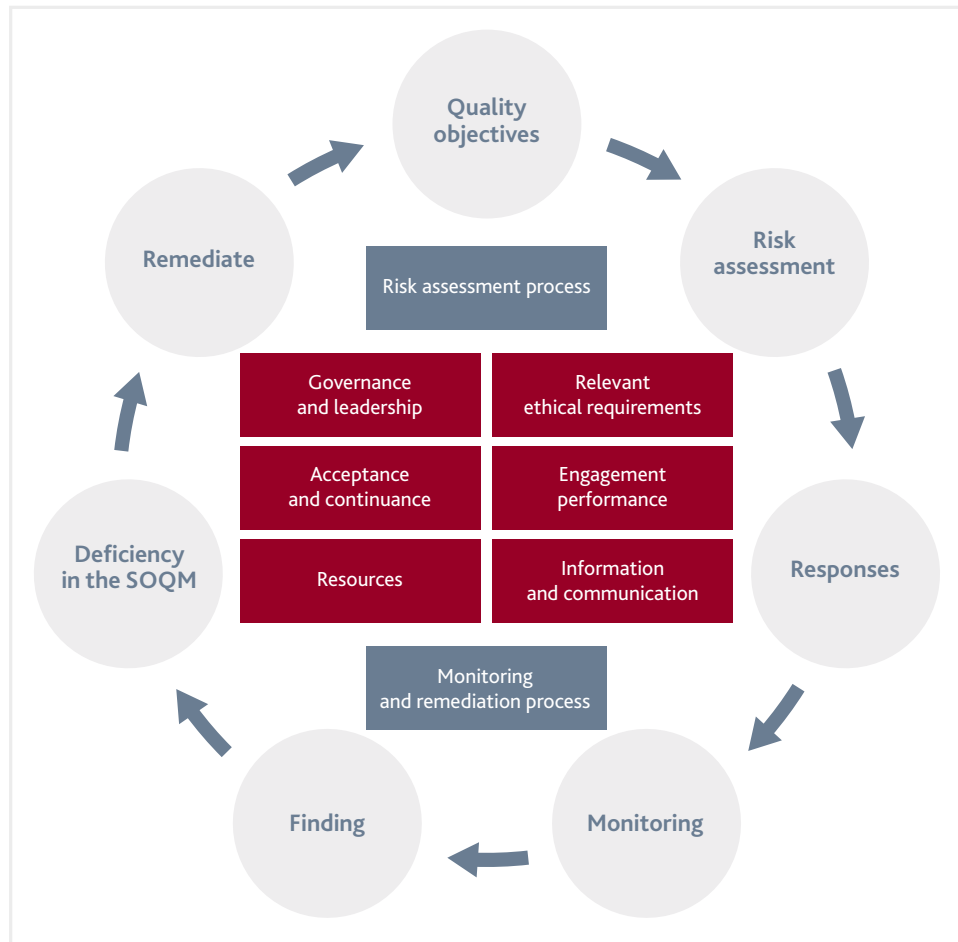 Quality
objectives
Risk
assessment
Remediate
Risk assessment process
Governance
and leadership
Relevant
ethical requirements
Acceptance
and continuance
Engagement
performance
Resources
Information
and communication
Deficiency
in the SOQM
Responses
Monitoring
and remediation process
Finding
Monitoring